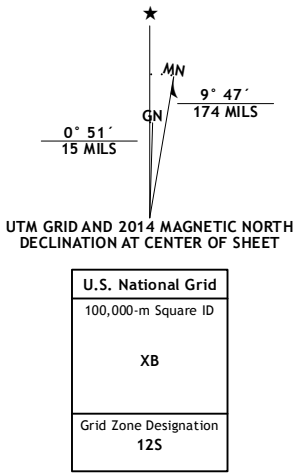 MN
9° 47´
174 MILS
GN
0° 51´
15 MILS
UTM GRID AND 2014 MAGNETIC NORTH
DECLINATION AT CENTER OF SHEET
U.S. National Grid
100,000-m Square ID
XB
Grid Zone Designation
12S